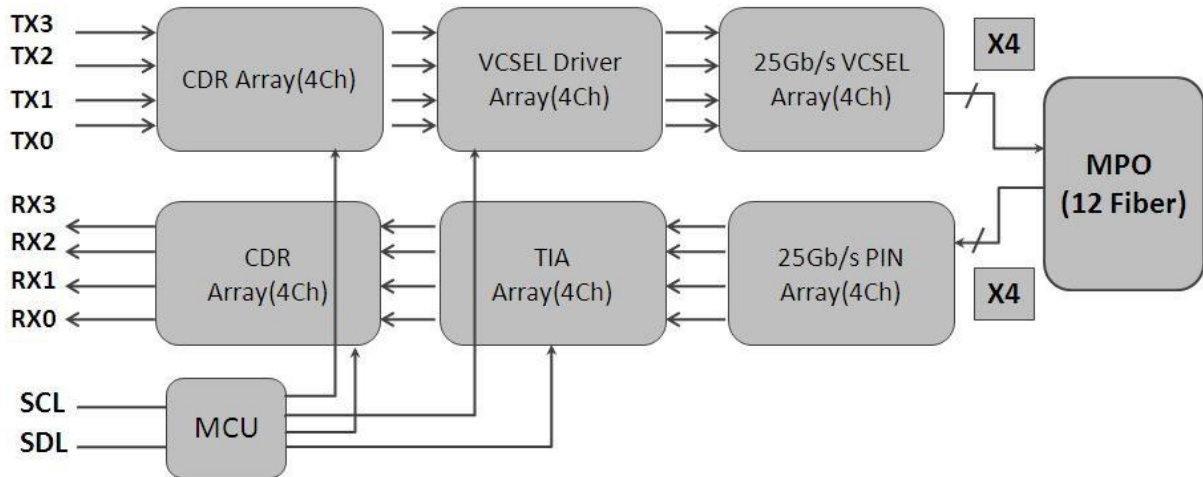 TX3
TX2
TX1
TX0
CDR Array(4Ch)
VCSEL Driver
Array(4Ch)
25Gb/s VCSEL
Array(4Ch)
X4
MPO
(12 Fiber)
RX3
RX2
RX1
RX0
CDR
Array(4Ch)
TIA
Array(4Ch)
25Gb/s PIN
Array(4Ch)
X4
SCL
SDL
MCU